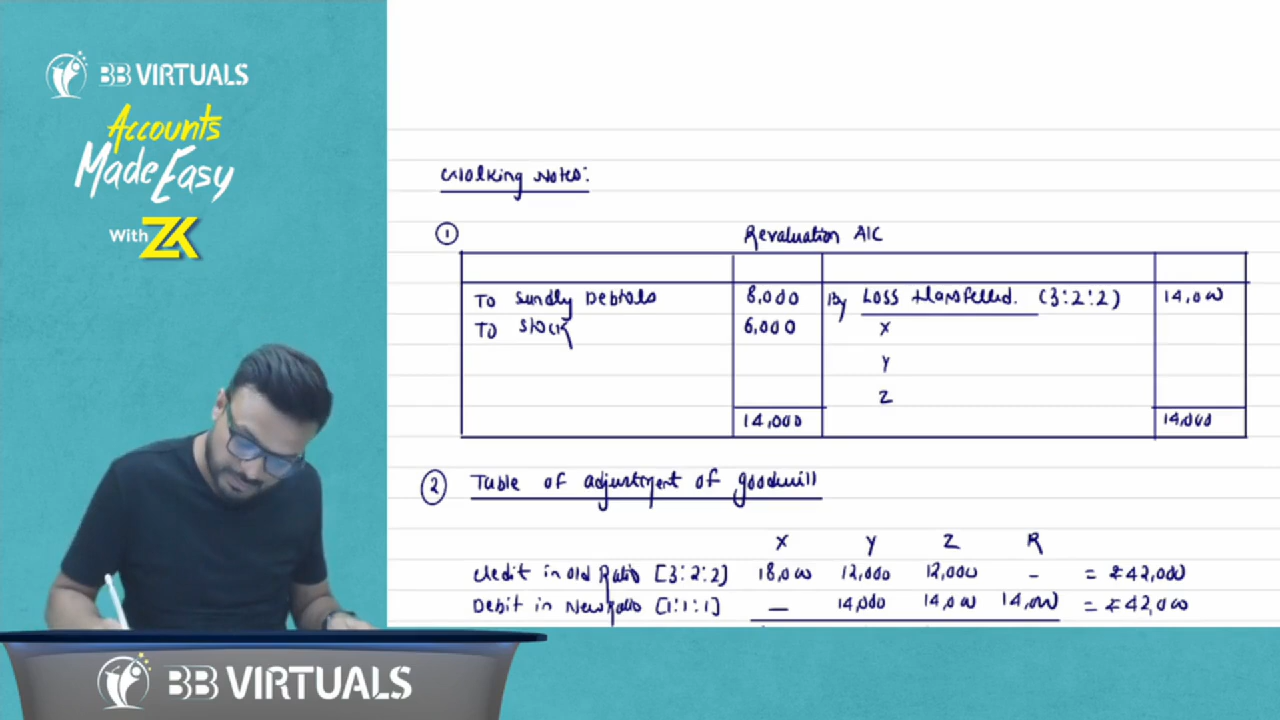 BB VIRTUALS
Accounts
Made Easy
With ZK
Working Notes:
① Revaluation A/C
To Sundry Debtors 8,000 By Loss transferred. (3:2:2) 14,000
To Stock 6,000 X
Y
Z
14,000 14,000
② Table of adjustment of goodwill
X Y Z R
Credit in old Ratio [3:2:2] 18,000 12,000 12,000 - = ₹42,000
Debit in New Ratio [1:1:1] — 14,000 14,000 14,000 = ₹42,000
BB VIRTUALS